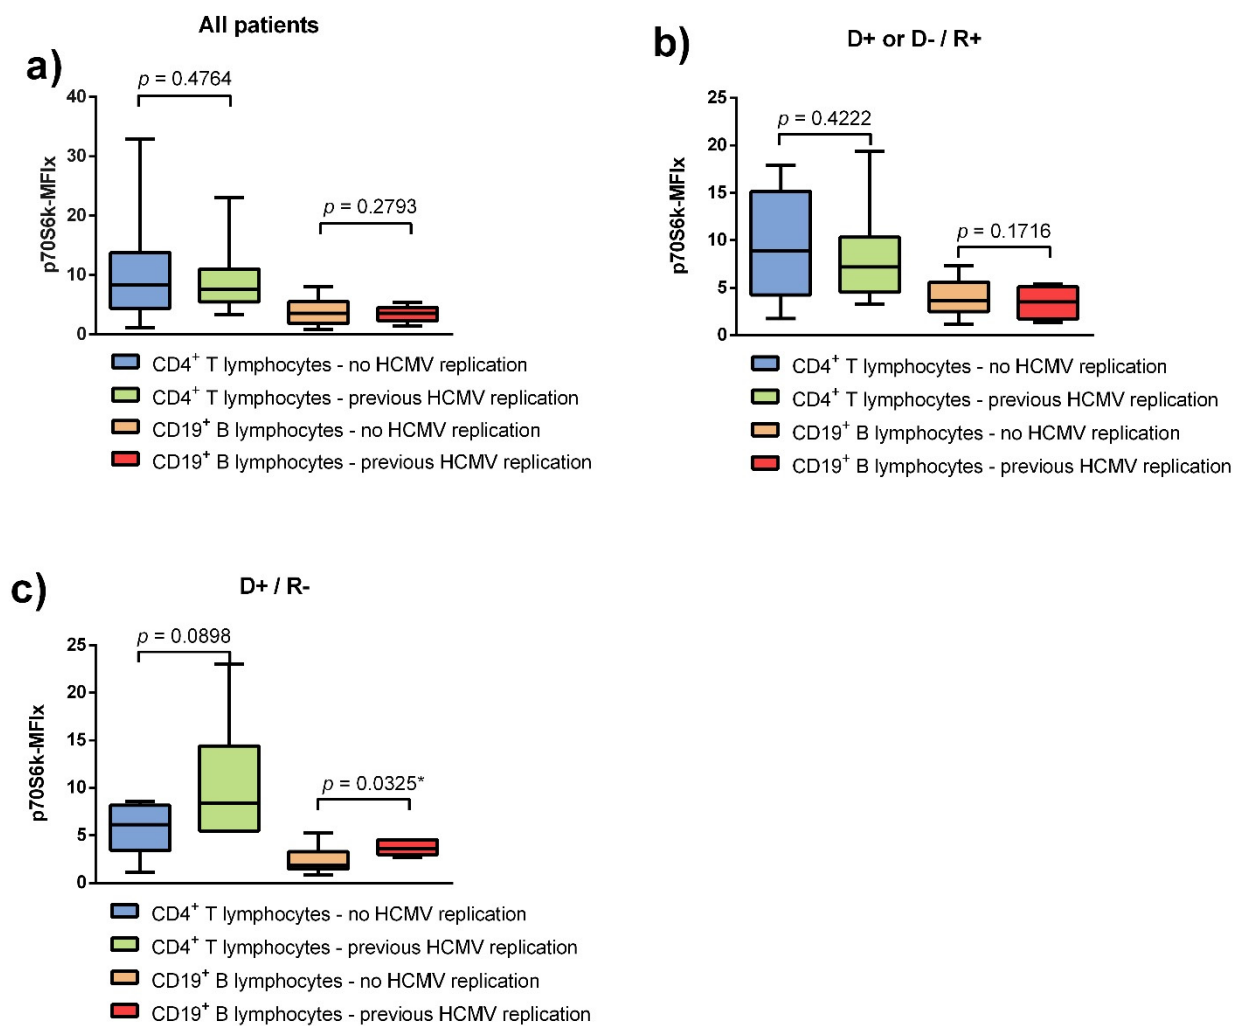 All patients
a)
p = 0.4764
p = 0.2793
p70S6k-MFIx
40
30
20
10
0
CD4⁺ T lymphocytes - no HCMV replication
CD4⁺ T lymphocytes - previous HCMV replication
CD19⁺ B lymphocytes - no HCMV replication
CD19⁺ B lymphocytes - previous HCMV replication
b)
D+ or D- / R+
p = 0.4222
p = 0.1716
p70S6k-MFIx
25
20
15
10
5
0
CD4⁺ T lymphocytes - no HCMV replication
CD4⁺ T lymphocytes - previous HCMV replication
CD19⁺ B lymphocytes - no HCMV replication
CD19⁺ B lymphocytes - previous HCMV replication
c)
D+ / R-
p = 0.0898
p = 0.0325*
p70S6k-MFIx
25
20
15
10
5
0
CD4⁺ T lymphocytes - no HCMV replication
CD4⁺ T lymphocytes - previous HCMV replication
CD19⁺ B lymphocytes - no HCMV replication
CD19⁺ B lymphocytes - previous HCMV replication